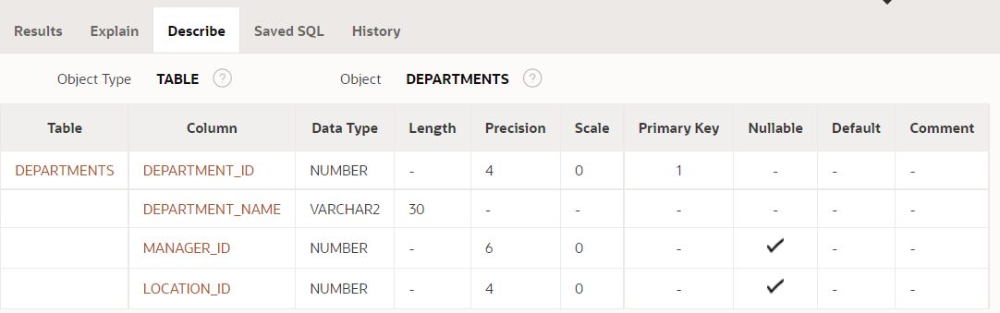 Results Explain Describe Saved SQL History
Object Type TABLE ? Object DEPARTMENTS ?
Table Column Data Type Length Precision Scale Primary Key Nullable Default Comment
DEPARTMENTS DEPARTMENT_ID NUMBER - 4 0 1 - - -
DEPARTMENT_NAME VARCHAR2 30 - - - - - -
MANAGER_ID NUMBER - 6 0 - ✓ - -
LOCATION_ID NUMBER - 4 0 - ✓ - -